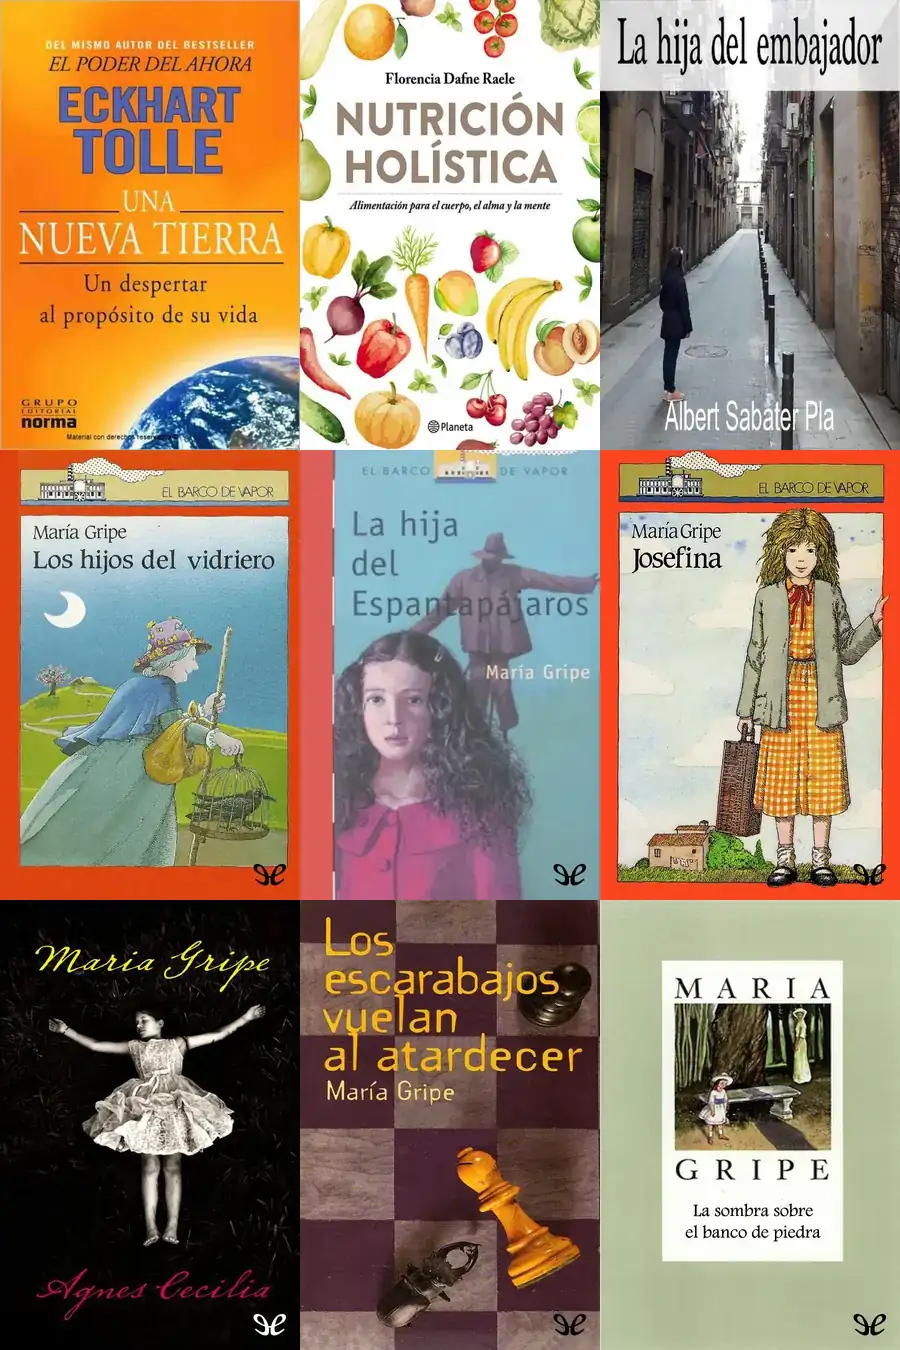 DEL MISMO AUTOR DEL BESTSELLER
EL PODER DEL AHORA
ECKHART
TOLLE
UNA
NUEVA TIERRA
Un despertar
al propósito de su vida
GRUPO
EDITORIAL
norma
Material con derechos
Florencia Dafne Raele
NUTRICIÓN
HOLÍSTICA
Alimentación para el cuerpo, el alma y la mente
Planeta
La hija del embajador
Albert Sabater Pla
EL BARCO DE VAPOR
María Gripe
Los hijos del vidriero
EL BARCO DE VAPOR
La hija
del
Espantapájaros
María Gripe
EL BARCO DE VAPOR
María Gripe
Josefina
Maria Gripe
Agnes Cecilia
Los
escarabajos
vuelan
al atardecer
María Gripe
MARIA
GRIPE
La sombra sobre
el banco de piedra